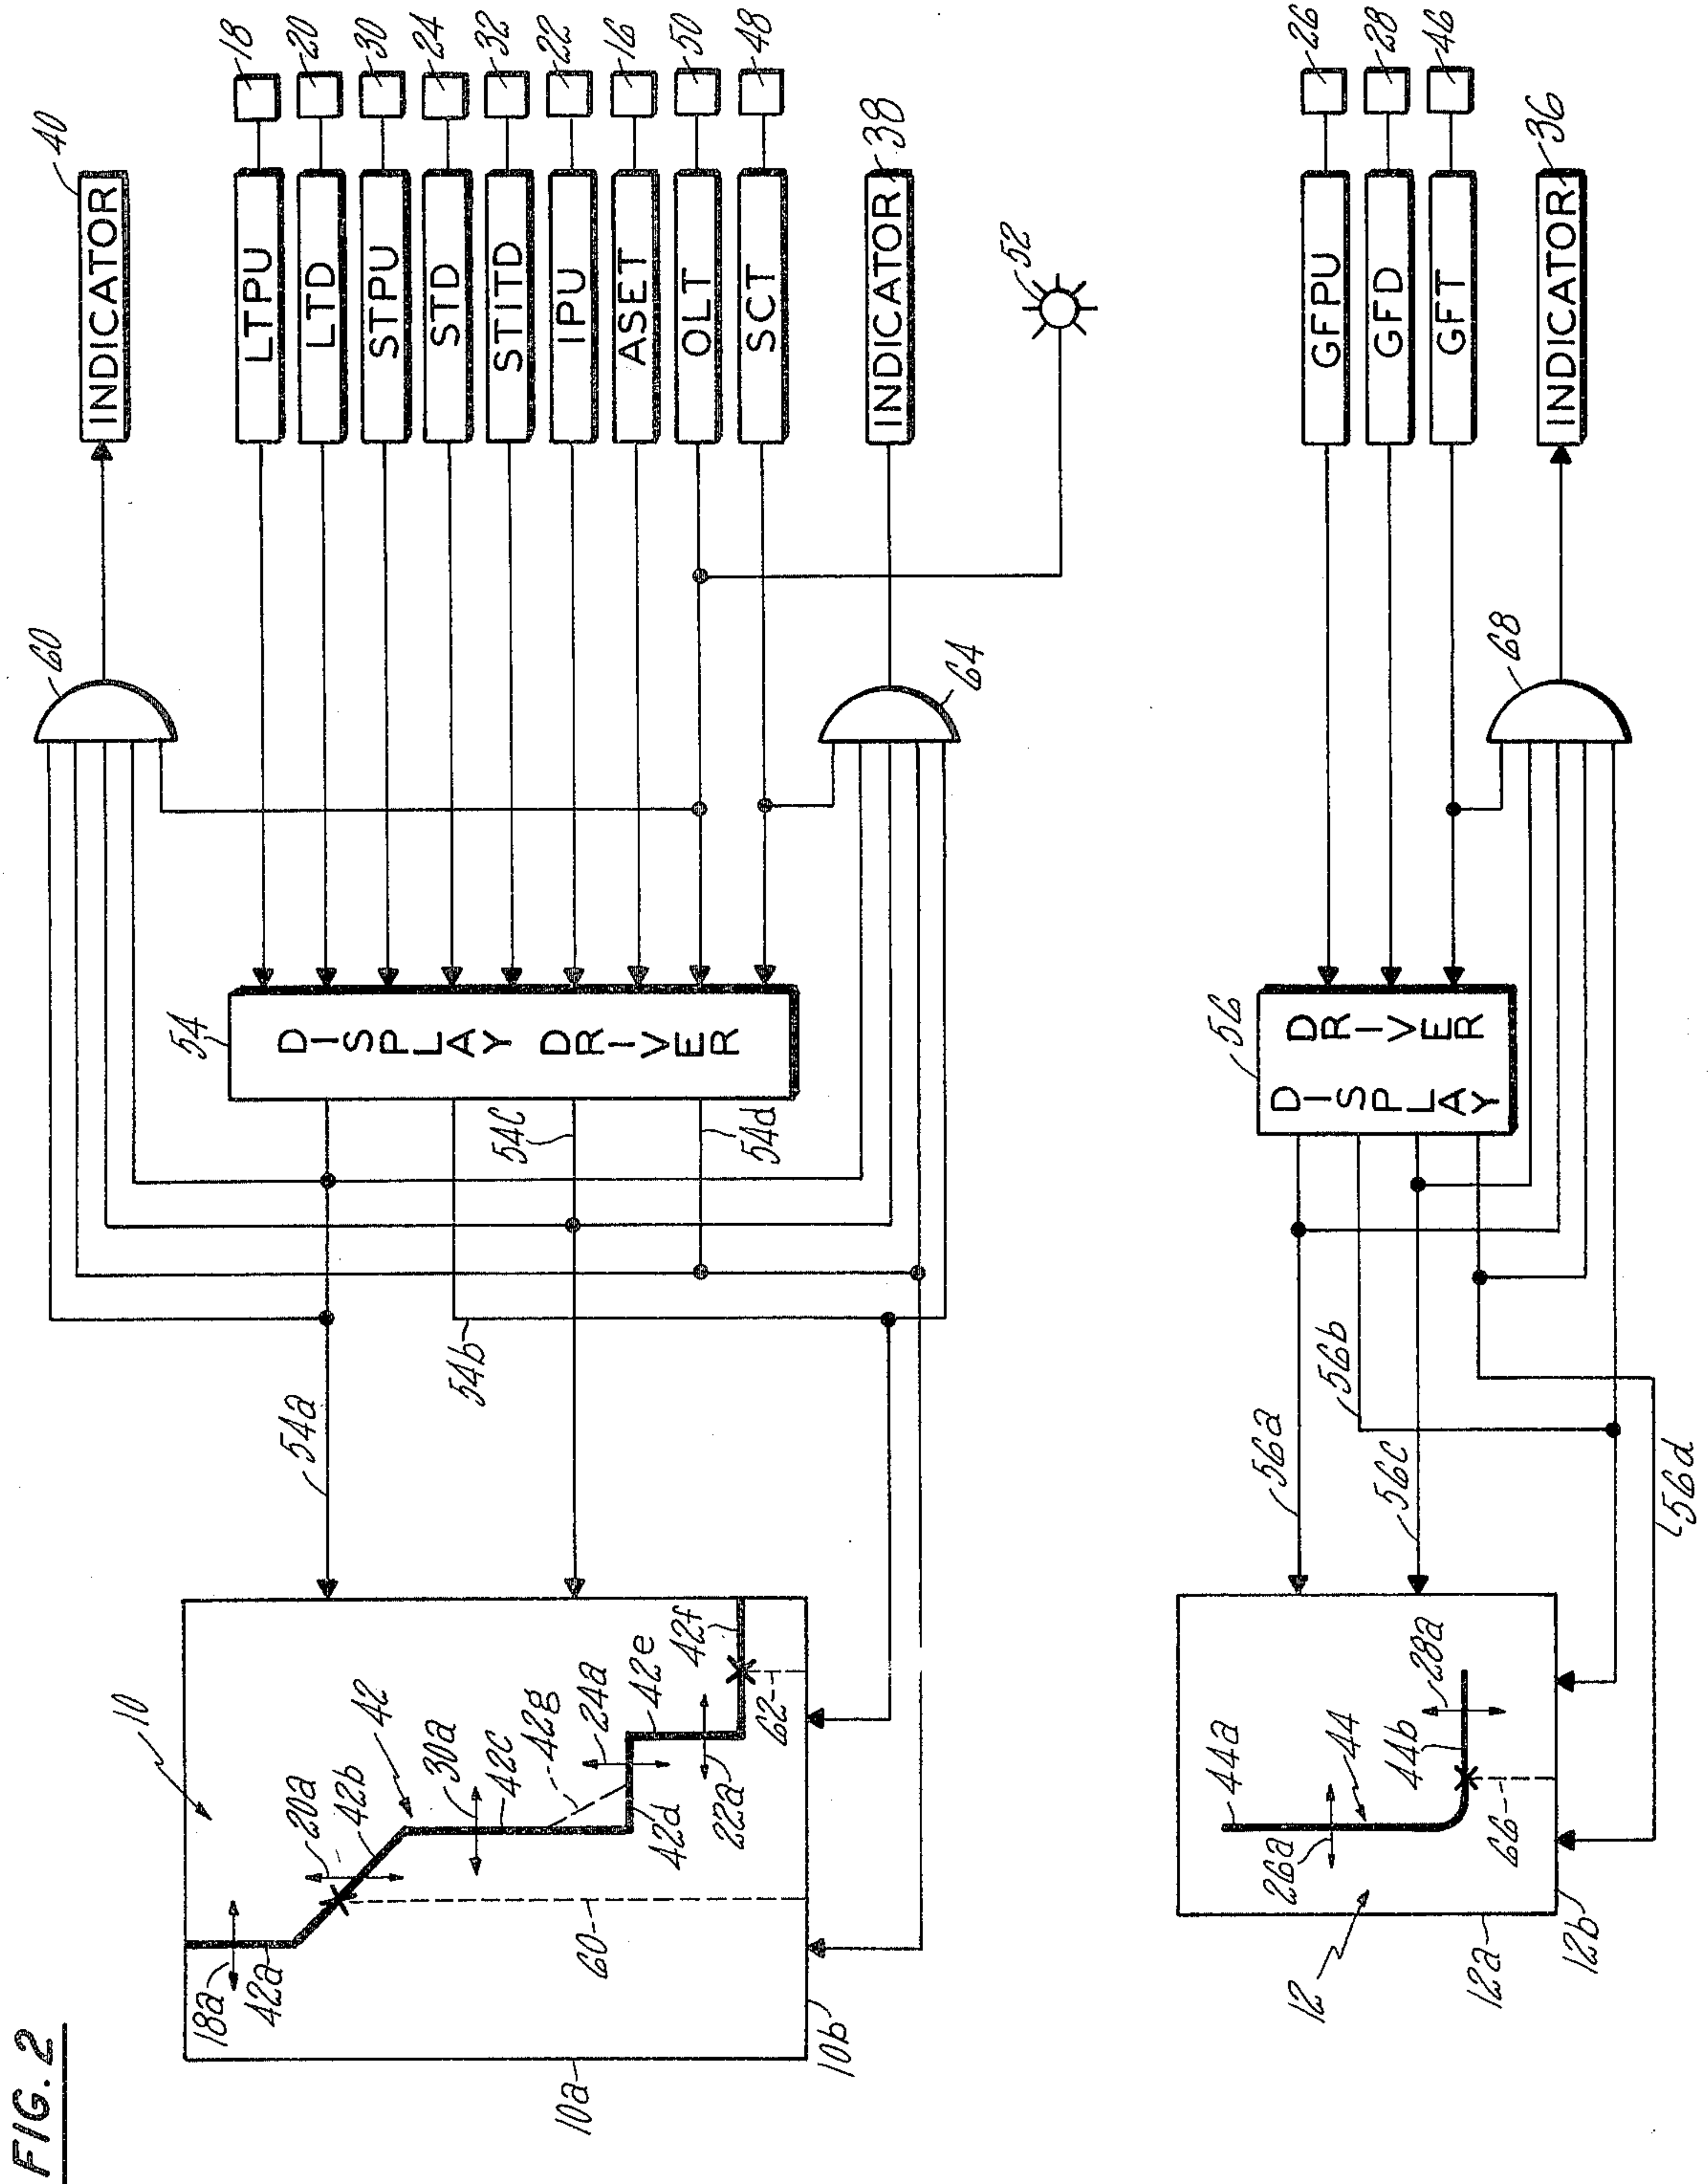 FIG. 2
40
INDICATOR
60
LTPU
18
LTD
20
STPU
30
STD
24
STITD
32
IPU
22
ASET
16
OLT
50
SCT
48
INDICATOR
38
64
52
54
DISPLAY DRIVER
54a
54b
54c
54d
10
10a
10b
18a
42a
20a
42b
42
30a
42c
42g
24a
42d
42e
22a
42f
60
62
GFPU
26
GFD
28
GFT
46
INDICATOR
36
68
56
DISPLAY DRIVER
56a
56b
56c
56d
12
12a
12b
44a
26a
44
44b
28a
66